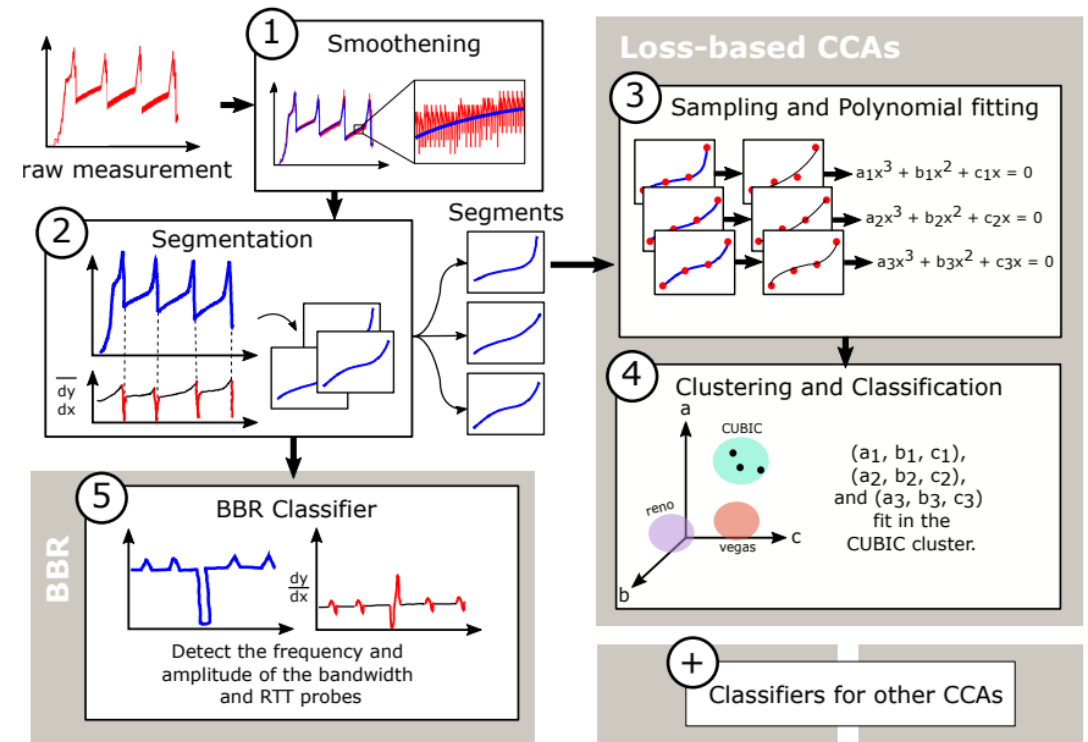 1
Smoothening
raw measurement
2
Segmentation
dy
dx
Segments
Loss-based CCAs
3
Sampling and Polynomial fitting
a1x3 + b1x2 + c1x = 0
a2x3 + b2x2 + c2x = 0
a3x3 + b3x2 + c3x = 0
4
Clustering and Classification
a
CUBIC
reno
vegas
c
b
(a1, b1, c1),
(a2, b2, c2),
and (a3, b3, c3)
fit in the
CUBIC cluster.
BBR
5
BBR Classifier
dy
dx
Detect the frequency and
amplitude of the bandwidth
and RTT probes
+
Classifiers for other CCAs